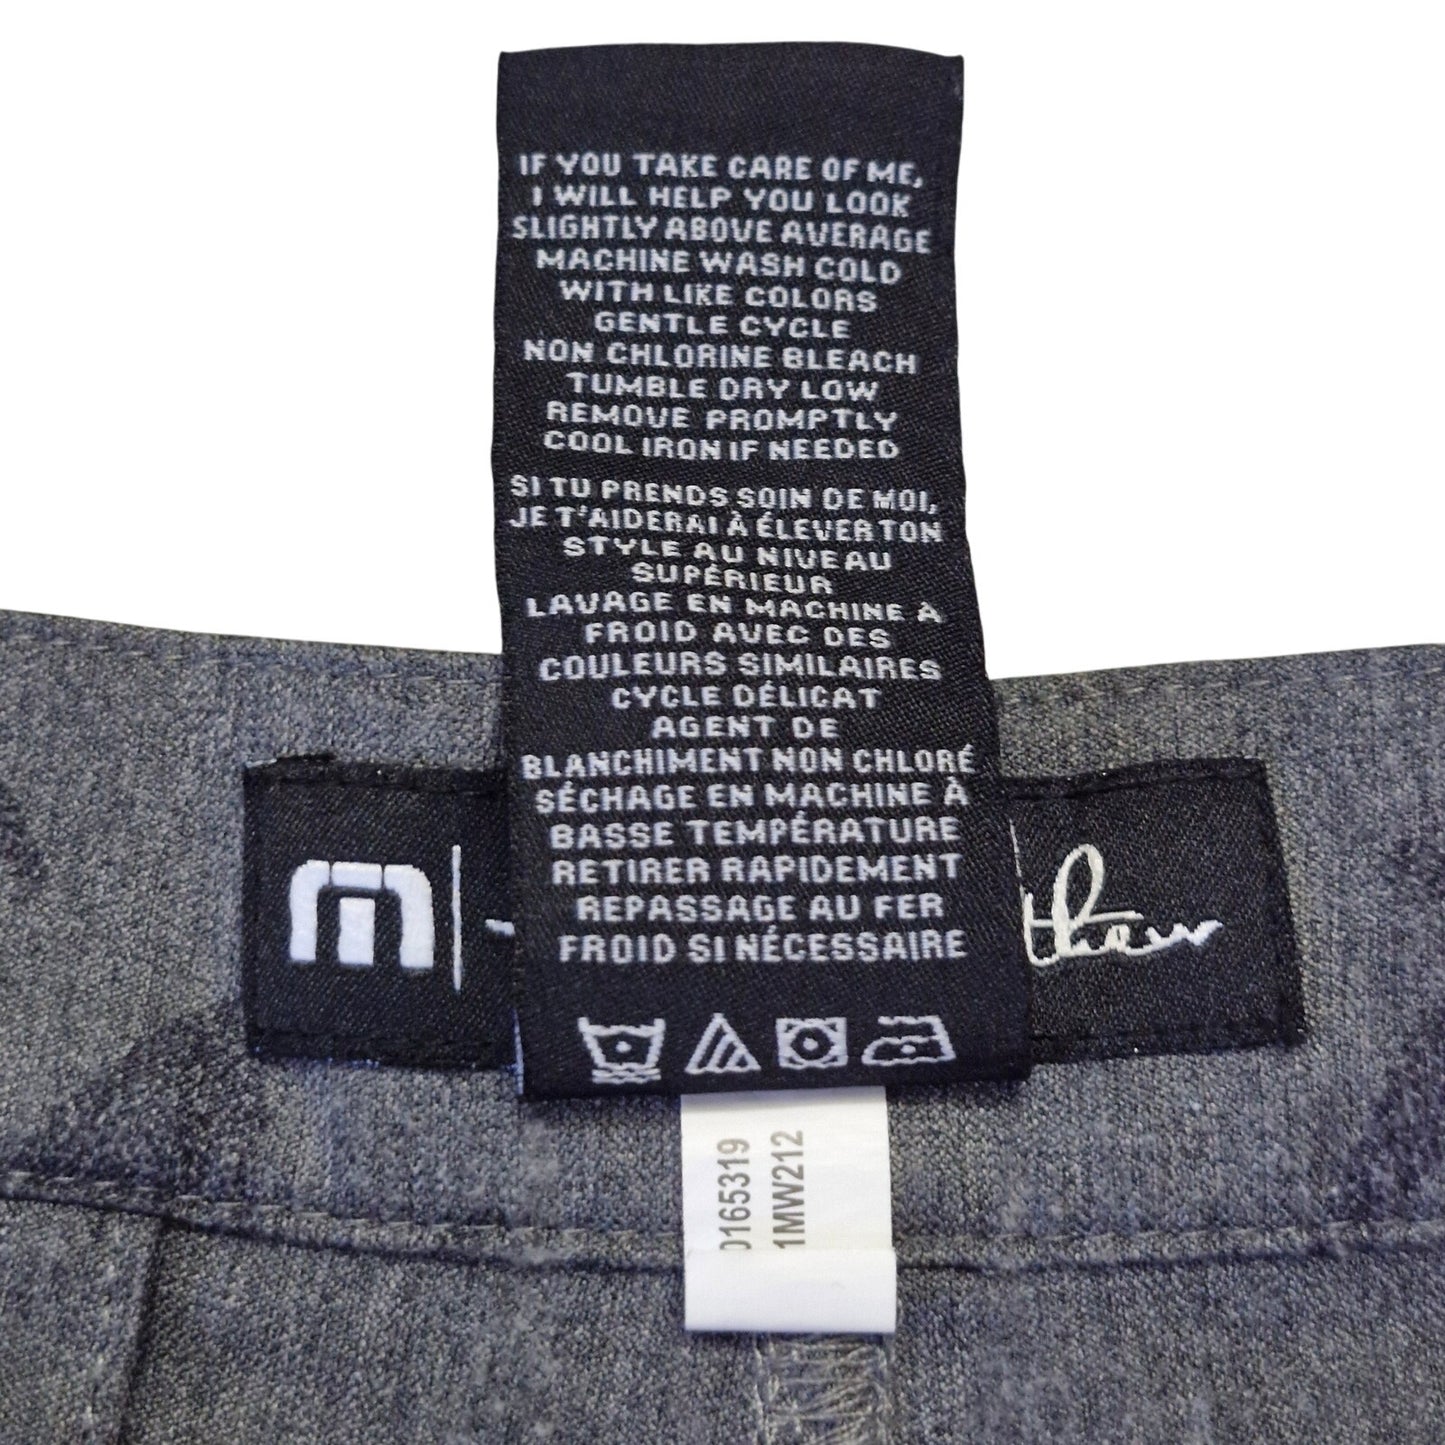 IF YOU TAKE CARE OF ME,
I WILL HELP YOU LOOK
SLIGHTLY ABOVE AVERAGE
MACHINE WASH COLD
WITH LIKE COLORS
GENTLE CYCLE
NON CHLORINE BLEACH
TUMBLE DRY LOW
REMOVE PROMPTLY
COOL IRON IF NEEDED
SI TU PRENDS SOIN DE MOI,
JE T'AIDERAI À ÉLEVER TON
STYLE AU NIVEAU
SUPÉRIEUR
LAVAGE EN MACHINE À
FROID AVEC DES
COULEURS SIMILAIRES
CYCLE DÉLICAT
AGENT DE
BLANCHIMENT NON CHLORÉ
SÉCHAGE EN MACHINE À
BASSE TEMPÉRATURE
RETIRER RAPIDEMENT
REPASSAGE AU FER
FROID SI NÉCESSAIRE
thew
0165319
1MW212